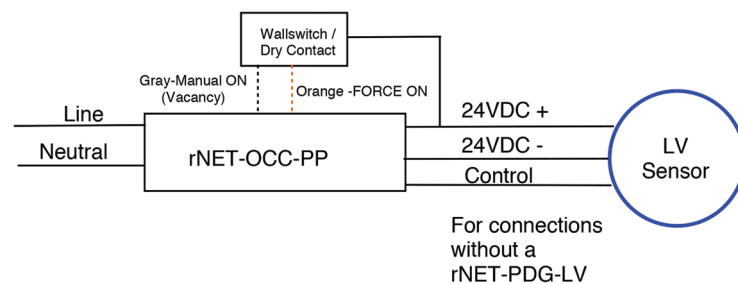 Wallswitch /
Dry Contact
Gray-Manual ON
(Vacancy)
Orange -FORCE ON
Line
Neutral
rNET-OCC-PP
24VDC +
24VDC -
Control
LV
Sensor
For connections
without a
rNET-PDG-LV